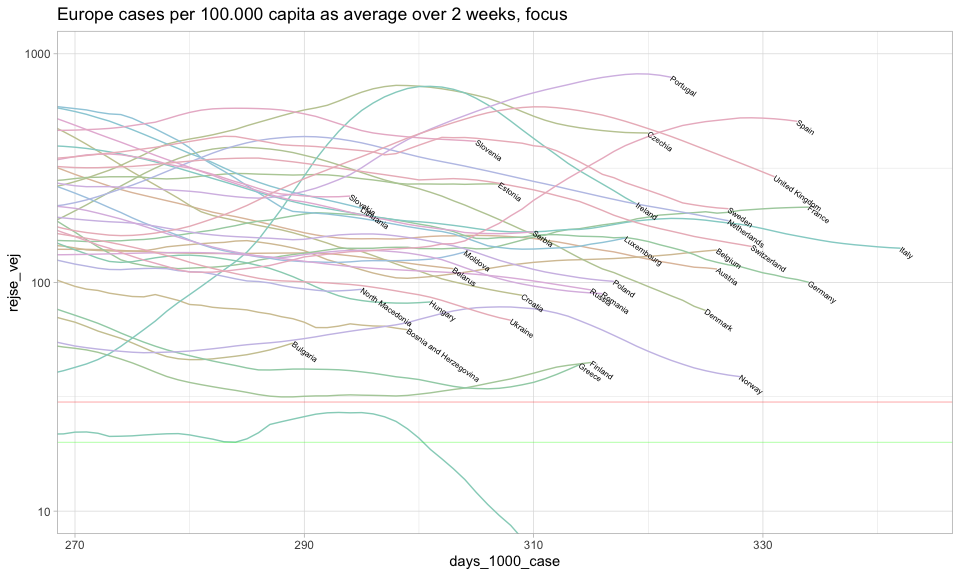 Europe cases per 100.000 capita as average over 2 weeks, focus
1000
Portugal
Spain
Czechia
Slovenia
United Kingdom
Estonia
Slovakia
Lithuania
Ireland
Sweden
France
Netherlands
Serbia
Luxembourg
Switzerland
Italy
Moldova
Belgium
Belarus
Austria
rejse_vej
100
Poland
Germany
Romania
Russia
North Macedonia
Hungary
Croatia
Denmark
Ukraine
Bosnia and Herzegovina
Bulgaria
Finland
Greece
Norway
10
270
290
310
330
days_1000_case